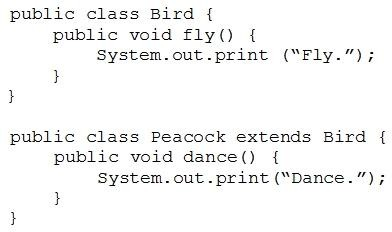 public class Bird {
    public void fly() {
        System.out.print (“Fly.”);
    }
}

public class Peacock extends Bird {
    public void dance() {
        System.out.print(“Dance.”);
    }
}